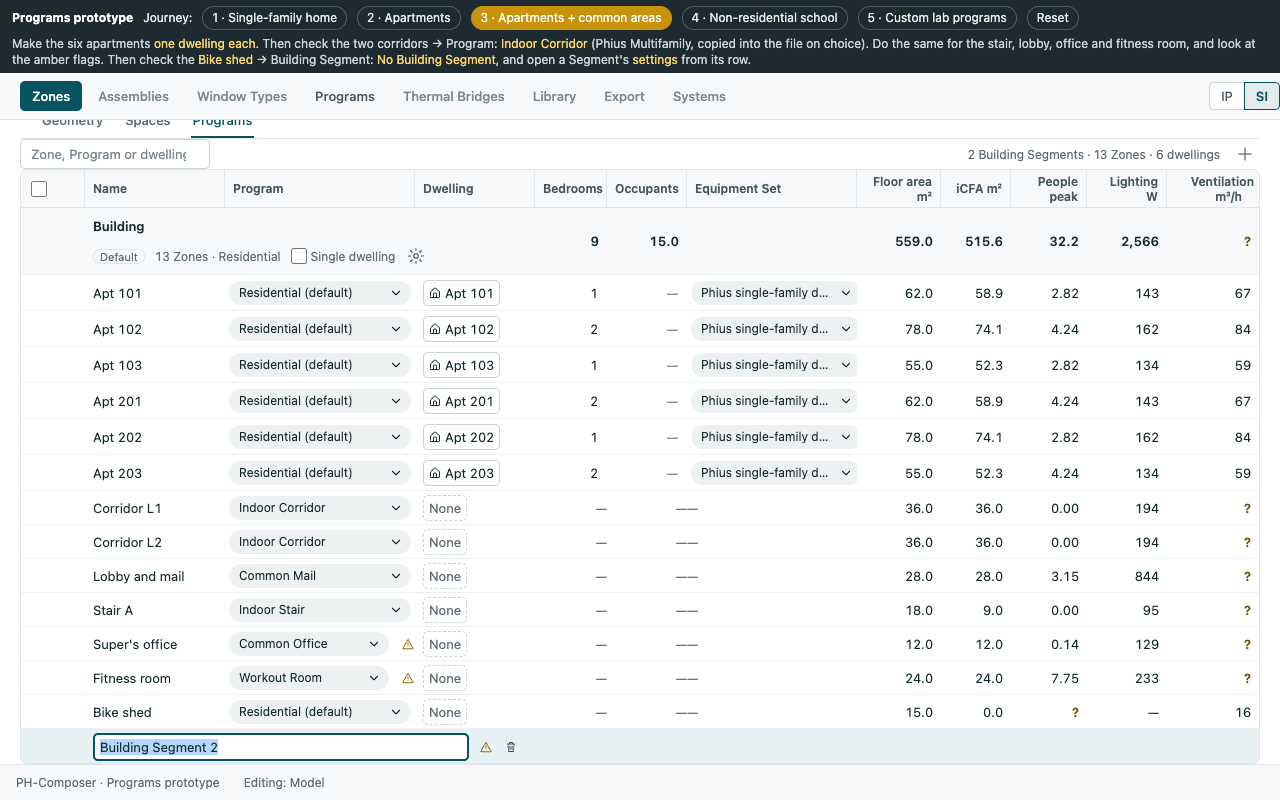 Programs prototype Journey: 1 · Single-family home 2 · Apartments 3 · Apartments + common areas 4 · Non-residential school 5 · Custom lab programs Reset
Make the six apartments one dwelling each. Then check the two corridors → Program: Indoor Corridor (Phius Multifamily, copied into the file on choice). Do the same for the stair, lobby, office and fitness room, and look at
the amber flags. Then check the Bike shed → Building Segment: No Building Segment, and open a Segment's settings from its row.
Zones Assemblies Window Types Programs Thermal Bridges Library Export Systems IP SI
Geometry Spaces Programs
Zone, Program or dwelling 2 Building Segments · 13 Zones · 6 dwellings
Name Program Dwelling Bedrooms Occupants Equipment Set Floor area m² iCFA m² People peak Lighting W Ventilation m³/h
Building
9 15.0 559.0 515.6 32.2 2,566 ?
Default 13 Zones · Residential Single dwelling
Apt 101 Residential (default) Apt 101 1 — Phius single-family d... 62.0 58.9 2.82 143 67
Apt 102 Residential (default) Apt 102 2 — Phius single-family d... 78.0 74.1 4.24 162 84
Apt 103 Residential (default) Apt 103 1 — Phius single-family d... 55.0 52.3 2.82 134 59
Apt 201 Residential (default) Apt 201 2 — Phius single-family d... 62.0 58.9 4.24 143 67
Apt 202 Residential (default) Apt 202 1 — Phius single-family d... 78.0 74.1 2.82 162 84
Apt 203 Residential (default) Apt 203 2 — Phius single-family d... 55.0 52.3 4.24 134 59
Corridor L1 Indoor Corridor None — — — 36.0 36.0 0.00 194 ?
Corridor L2 Indoor Corridor None — — — 36.0 36.0 0.00 194 ?
Lobby and mail Common Mail None — — — 28.0 28.0 3.15 844 ?
Stair A Indoor Stair None — — — 18.0 9.0 0.00 95 ?
Super's office Common Office None — — — 12.0 12.0 0.14 129 ?
Fitness room Workout Room None — — — 24.0 24.0 7.75 233 ?
Bike shed Residential (default) None — — — 15.0 0.0 ? — 16
Building Segment 2
PH-Composer · Programs prototype Editing: Model